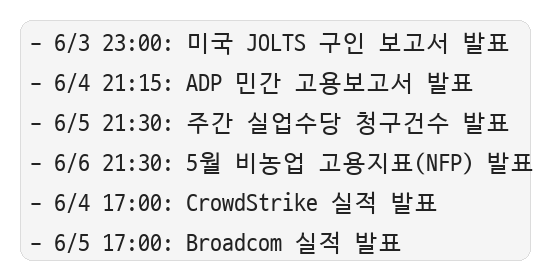 - 6/3 23:00: 미국 JOLTS 구인 보고서 발표
- 6/4 21:15: ADP 민간 고용보고서 발표
- 6/5 21:30: 주간 실업수당 청구건수 발표
- 6/6 21:30: 5월 비농업 고용지표(NFP) 발표
- 6/4 17:00: CrowdStrike 실적 발표
- 6/5 17:00: Broadcom 실적 발표